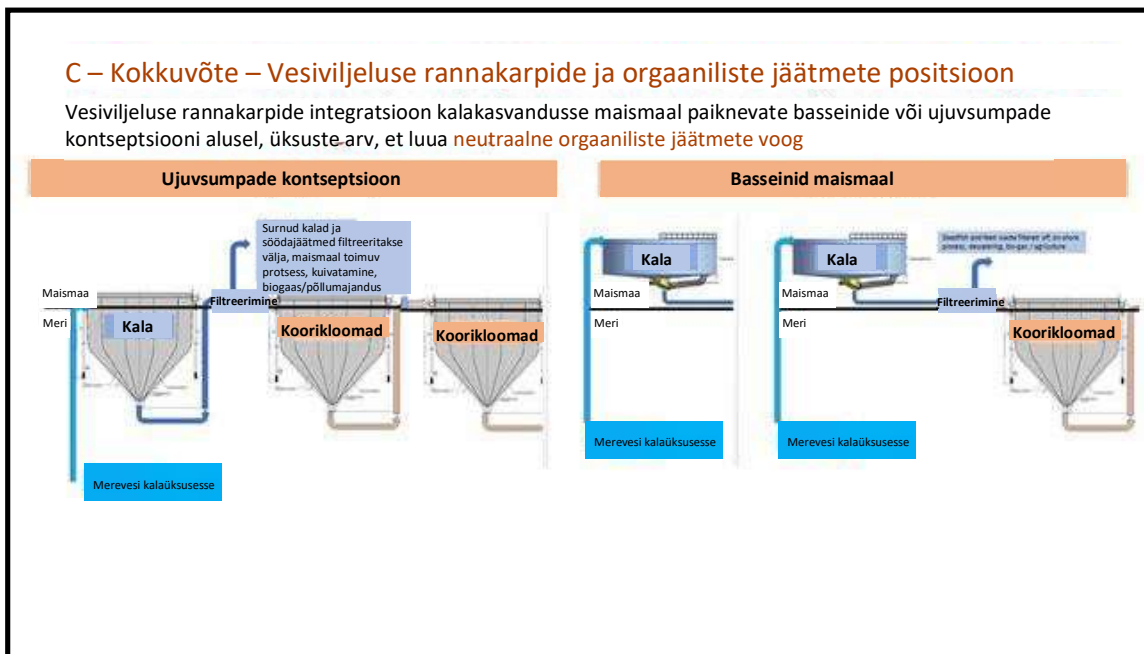 C – Kokkuvõte – Vesiviljeluse rannakarpide ja orgaaniliste jäätmete positsioon
Vesiviljeluse rannakarpide integratsioon kalakasvandusse maismaal paiknevate basseinide või ujuvsumpade
kontseptsiooni alusel, üksuste arv, et luua neutraalne orgaaniliste jäätmete voog
Ujuvsumpade kontseptsioon
Surnud kalad ja
söödajäätmed filtreeritakse
välja, maismaal toimuv
protsess, kuivatamine,
biogaas/põllumajandus
Maismaa
Filtreerimine
Meri
Kala
Koorikloomad
Koorikloomad
Merevesi kalaüksusesse
Basseinid maismaal
Kala
Maismaa
Meri
Merevesi kalaüksusesse
Kala
Maismaa
Filtreerimine
Meri
Koorikloomad
Merevesi kalaüksusesse